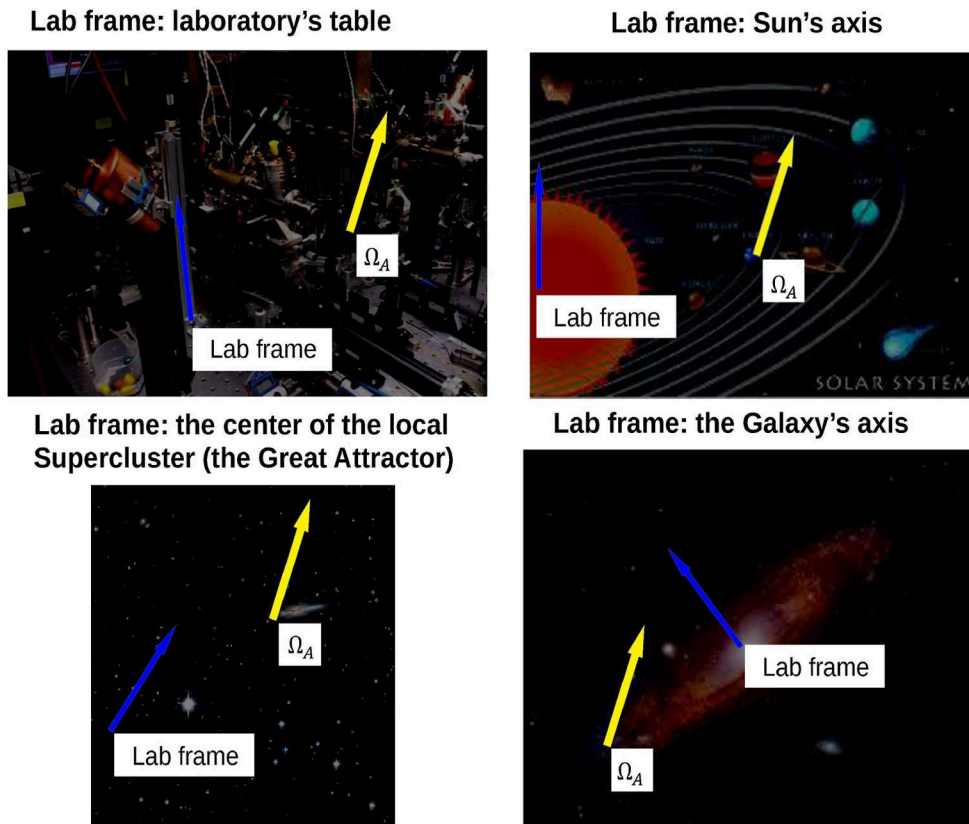 Lab frame: laboratory’s table
Lab frame: Sun’s axis
Ω_A
Lab frame
Ω_A
Lab frame
SOLAR SYSTEM
Lab frame: the center of the local
Supercluster (the Great Attractor)
Lab frame: the Galaxy’s axis
Ω_A
Lab frame
Lab frame
Ω_A